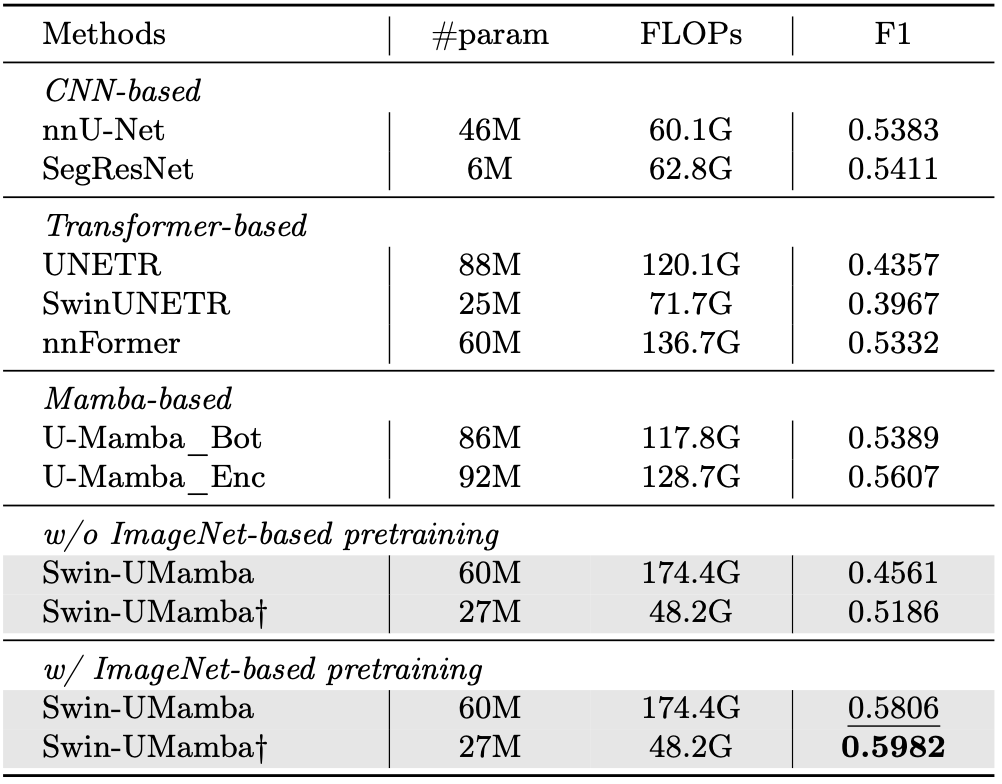 Methods #param FLOPs F1
CNN-based
nnU-Net 46M 60.1G 0.5383
SegResNet 6M 62.8G 0.5411
Transformer-based
UNETR 88M 120.1G 0.4357
SwinUNETR 25M 71.7G 0.3967
nnFormer 60M 136.7G 0.5332
Mamba-based
U-Mamba_Bot 86M 117.8G 0.5389
U-Mamba_Enc 92M 128.7G 0.5607
w/o ImageNet-based pretraining
Swin-UMamba 60M 174.4G 0.4561
Swin-UMamba† 27M 48.2G 0.5186
w/ ImageNet-based pretraining
Swin-UMamba 60M 174.4G 0.5806
Swin-UMamba† 27M 48.2G 0.5982